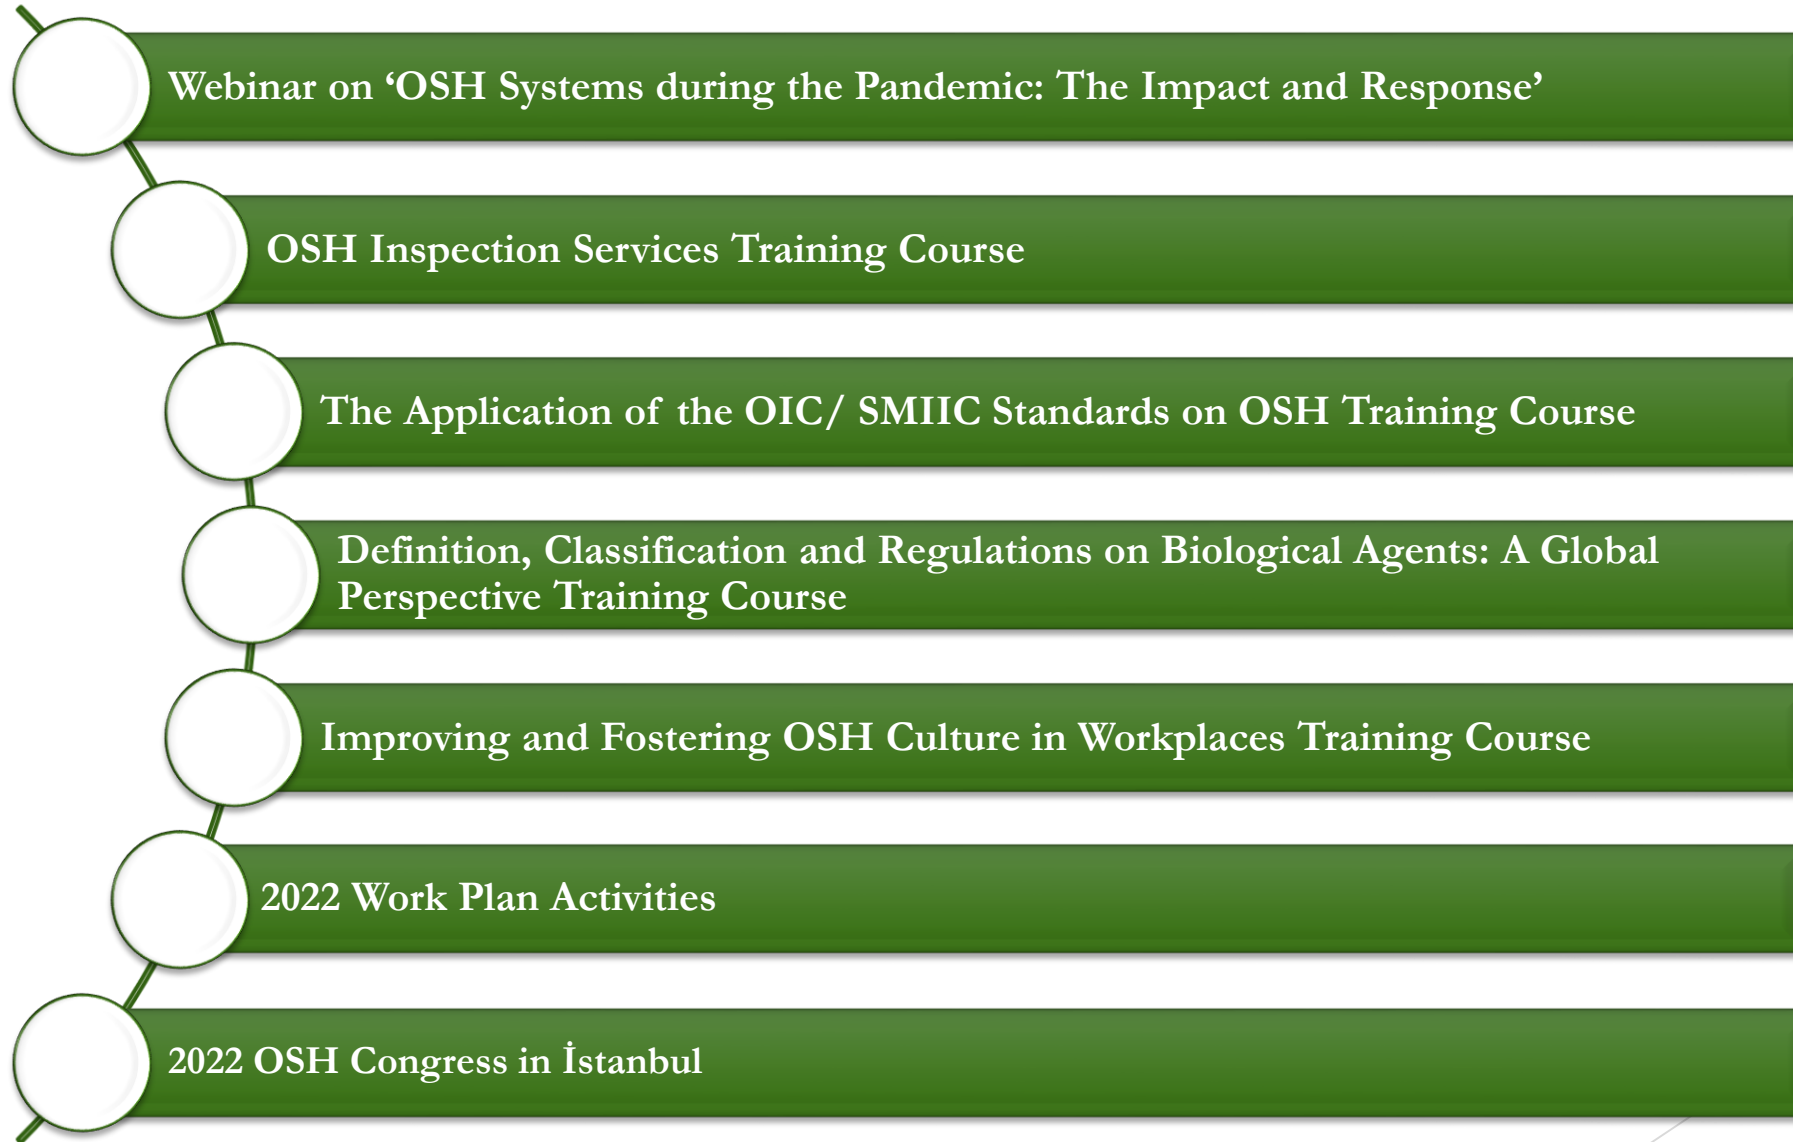 Webinar on ‘OSH Systems during the Pandemic: The Impact and Response’
OSH Inspection Services Training Course
The Application of the OIC/ SMIIC Standards on OSH Training Course
Definition, Classification and Regulations on Biological Agents: A Global
Perspective Training Course
Improving and Fostering OSH Culture in Workplaces Training Course
2022 Work Plan Activities
2022 OSH Congress in İstanbul